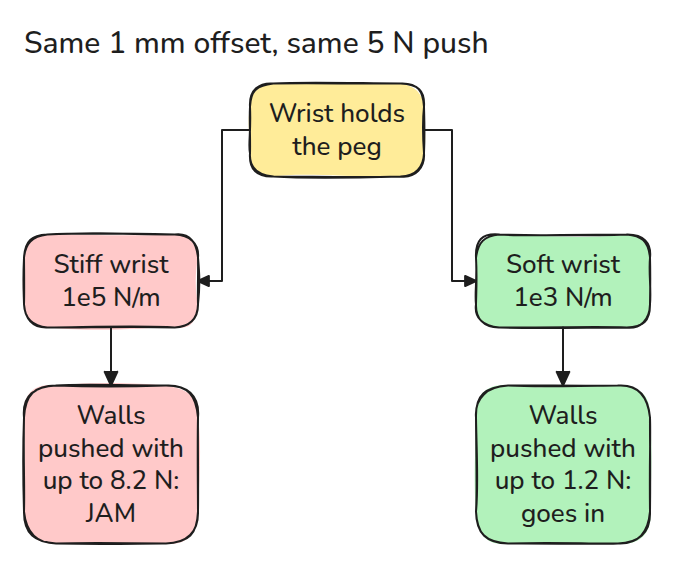 Same 1 mm offset, same 5 N push
Wrist holds
the peg
Stiff wrist
1e5 N/m
Soft wrist
1e3 N/m
Walls
pushed with
up to 8.2 N:
JAM
Walls
pushed with
up to 1.2 N:
goes in